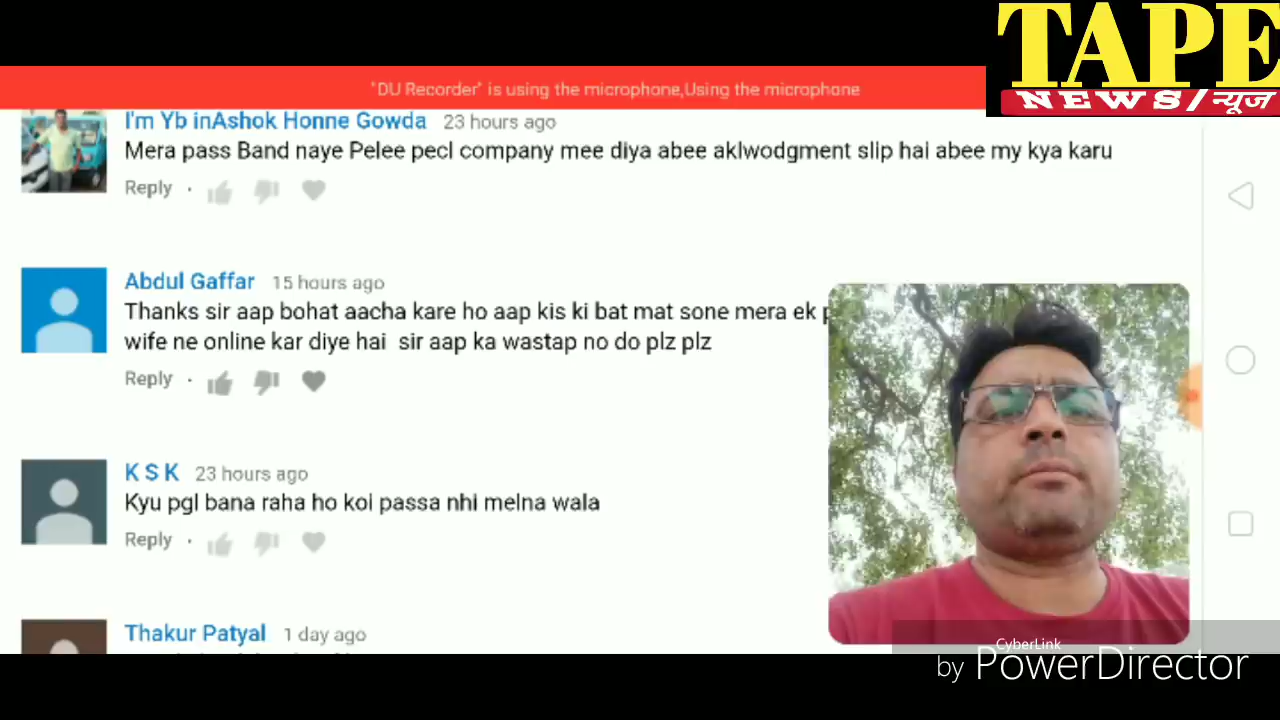 TAPE
NEWS/न्यूज
"DU Recorder" is using the microphone,Using the microphone
I'm Yb inAshok Honne Gowda 23 hours ago
Mera pass Band naye Pelee pecl company mee diya abee aklwodgment slip hai abee my kya karu
Reply ·
Abdul Gaffar 15 hours ago
Thanks sir aap bohat aacha kare ho aap kis ki bat mat sone mera ek
wife ne online kar diye hai sir aap ka wastap no do plz plz
Reply ·
K S K 23 hours ago
Kyu pgl bana raha ho koi passa nhi melna wala
Reply ·
Thakur Patyal 1 day ago
CyberLink
by PowerDirector